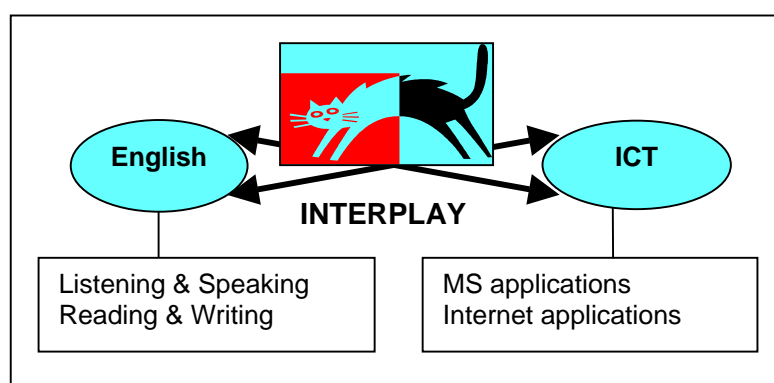 English
ICT
INTERPLAY
Listening & Speaking
Reading & Writing
MS applications
Internet applications